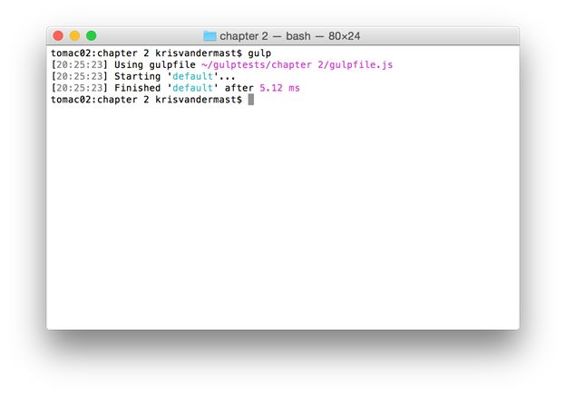 chapter 2 — bash — 80×24
tomac02:chapter 2 krisvandermast$ gulp
[20:25:23] Using gulpfile ~/gulptests/chapter 2/gulpfile.js
[20:25:23] Starting 'default'...
[20:25:23] Finished 'default' after 5.12 ms
tomac02:chapter 2 krisvandermast$